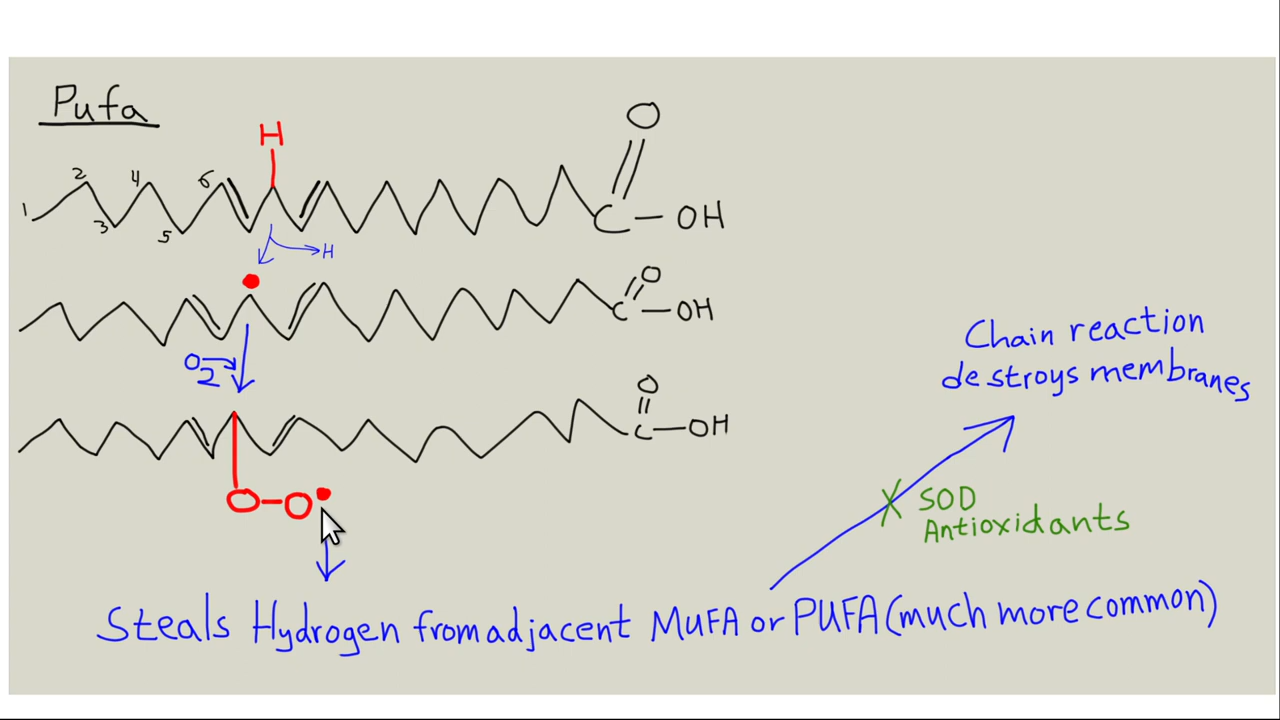 Pufa
H
O
1 2 3 4 5 6
C - OH
H
O
C - OH
O2
O
C - OH
O-O
Chain reaction
destroys membranes
X SOD
Antioxidants
Steals Hydrogen from adjacent MUFA or PUFA (much more common)